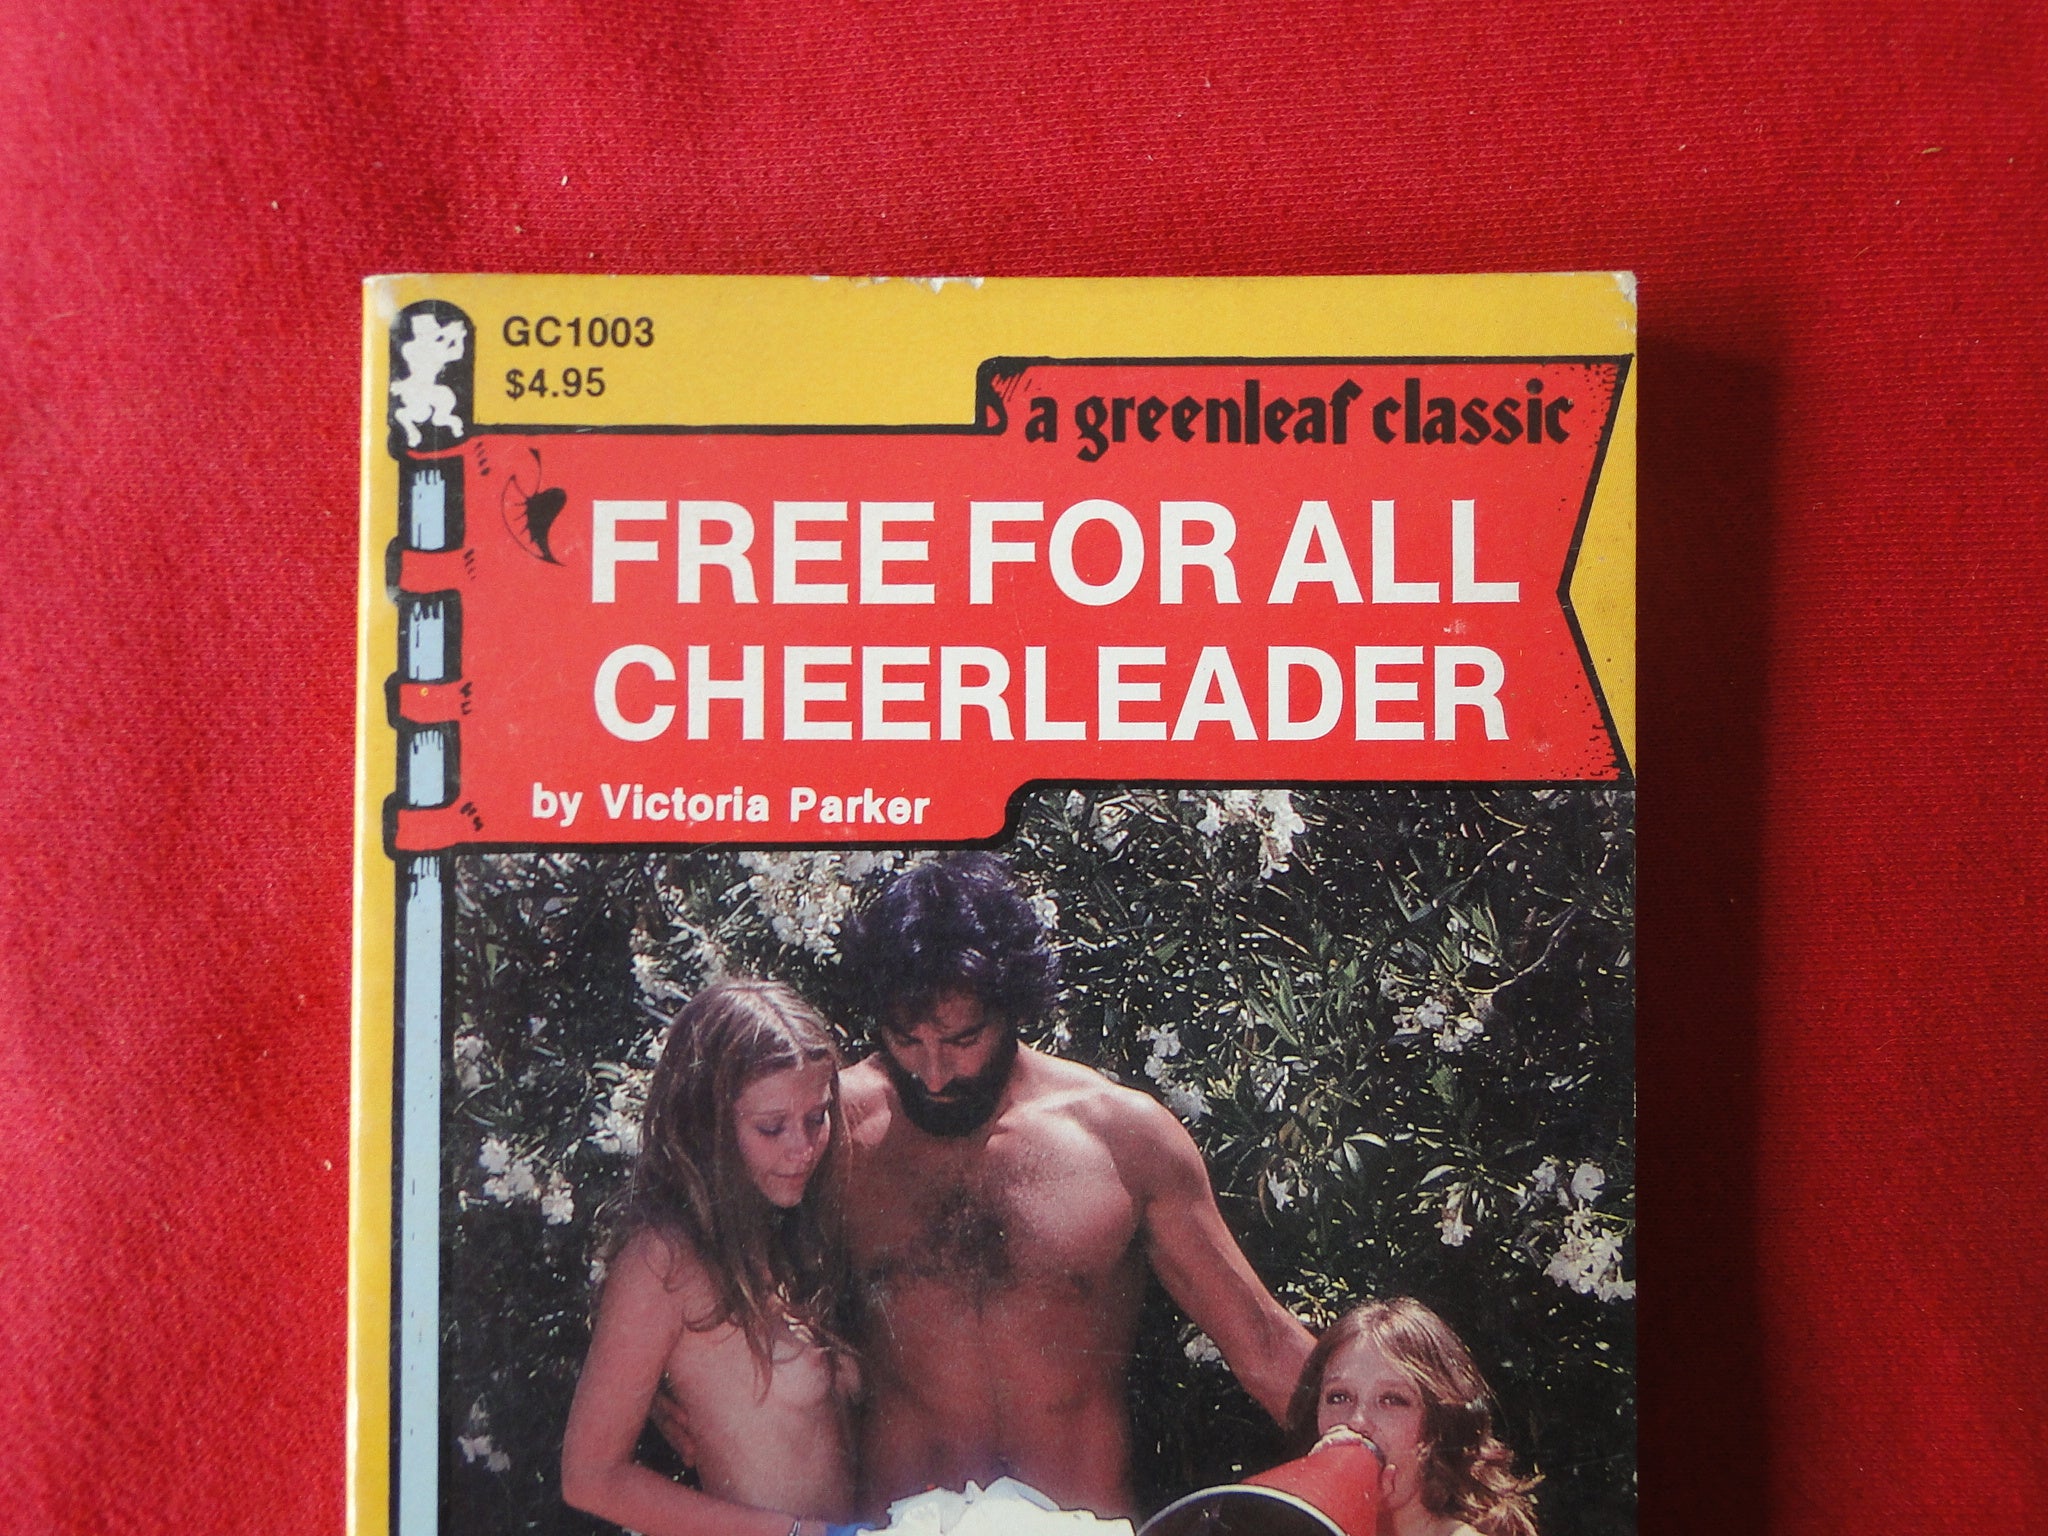 GC1003
$4.95
a greenleaf classic
FREE FOR ALL
CHEERLEADER
by Victoria Parker